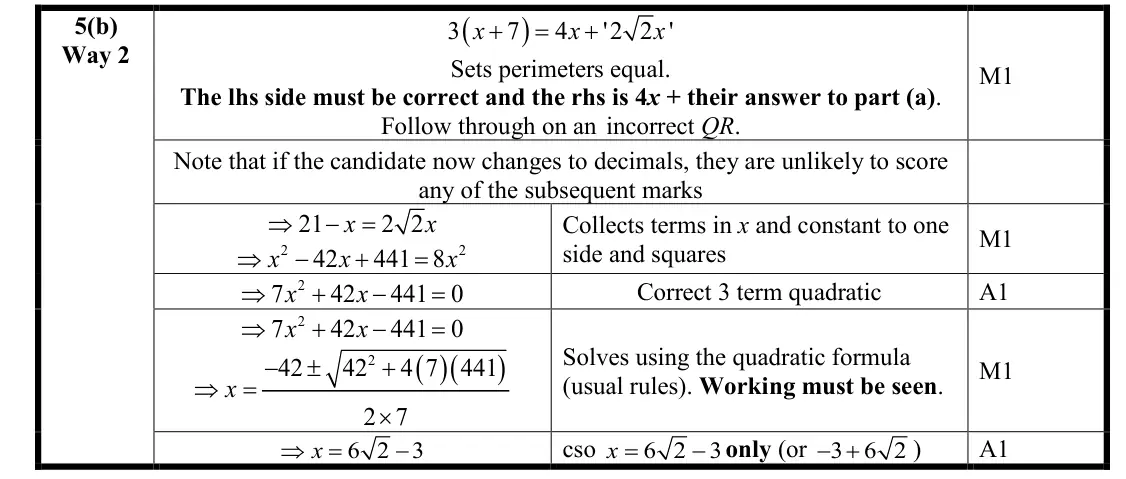 5(b)
Way 2
3(x+7) = 4x + '2√2x'
Sets perimeters equal.
The lhs side must be correct and the rhs is 4x + their answer to part (a).
Follow through on an incorrect QR.
M1
Note that if the candidate now changes to decimals, they are unlikely to score
any of the subsequent marks
⇒ 21 − x = 2√2x
⇒ x² − 42x + 441 = 8x²
Collects terms in x and constant to one
side and squares
M1
⇒ 7x² + 42x − 441 = 0
Correct 3 term quadratic
A1
⇒ 7x² + 42x − 441 = 0
⇒ x = (−42 ± √(42² + 4(7)(441))) / (2×7)
Solves using the quadratic formula
(usual rules). Working must be seen.
M1
⇒ x = 6√2 − 3
cso x = 6√2 − 3 only (or −3 + 6√2 )
A1